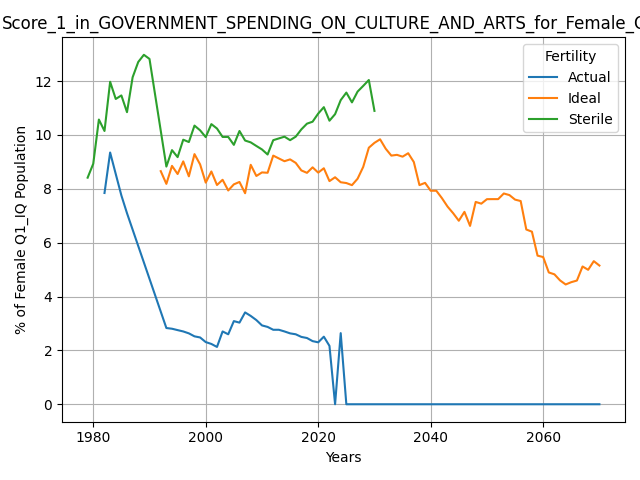 Score_1_in_GOVERNMENT_SPENDING_ON_CULTURE_AND_ARTS_for_Female_
Fertility
Actual
Ideal
Sterile
% of Female Q1_IQ Population
12
10
8
6
4
2
0
1980 2000 2020 2040 2060
Years